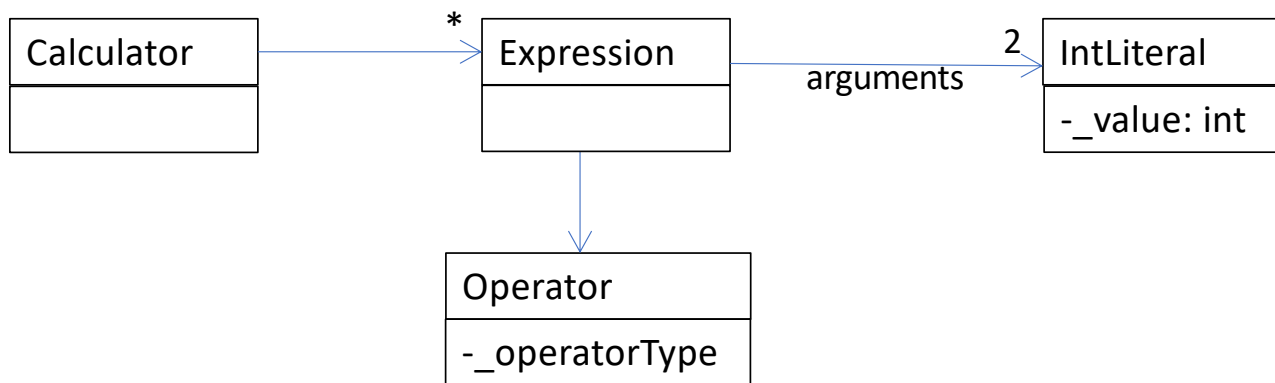 Calculator
*
Expression
2
arguments
IntLiteral
-_value: int
Operator
-_operatorType